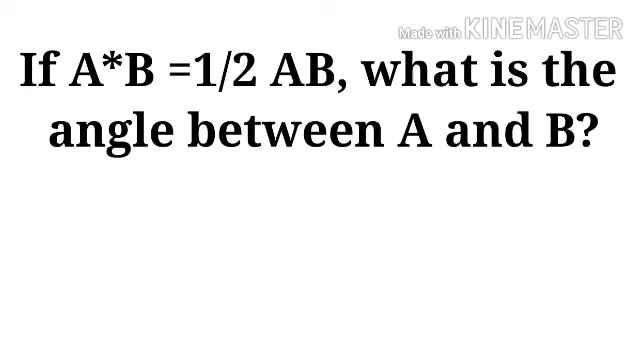 Made with KINEMASTER
If A*B =1/2 AB, what is the
angle between A and B?